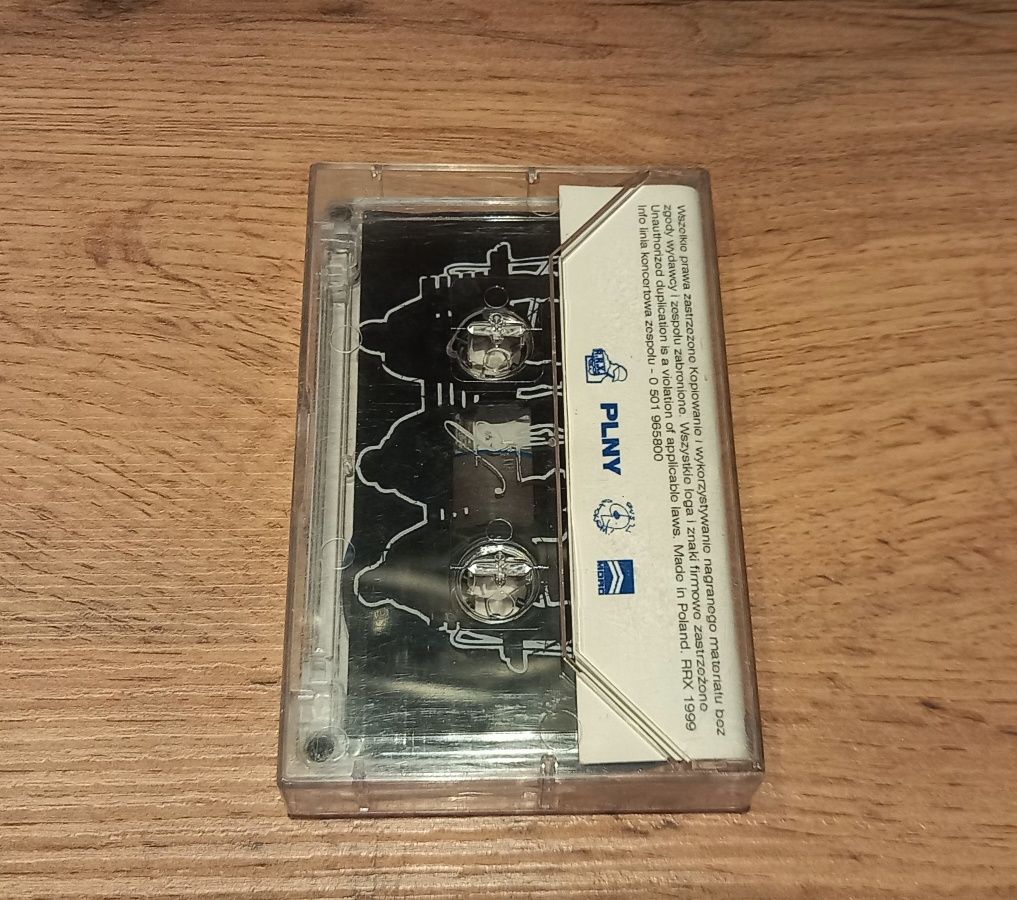 Wszelkie prawa zastrzeżone Kopiowanie i wykorzystywanie nagranego materiału bez
zgody wydawcy i zespołu zabronione. Wszystkie loga i znaki firmowe zastrzeżone
Unauthorized duplication is a violation of applicable laws. Made in Poland. RRX 1999
Info linia koncertowa zespołu - 0 501 965800
PLNY